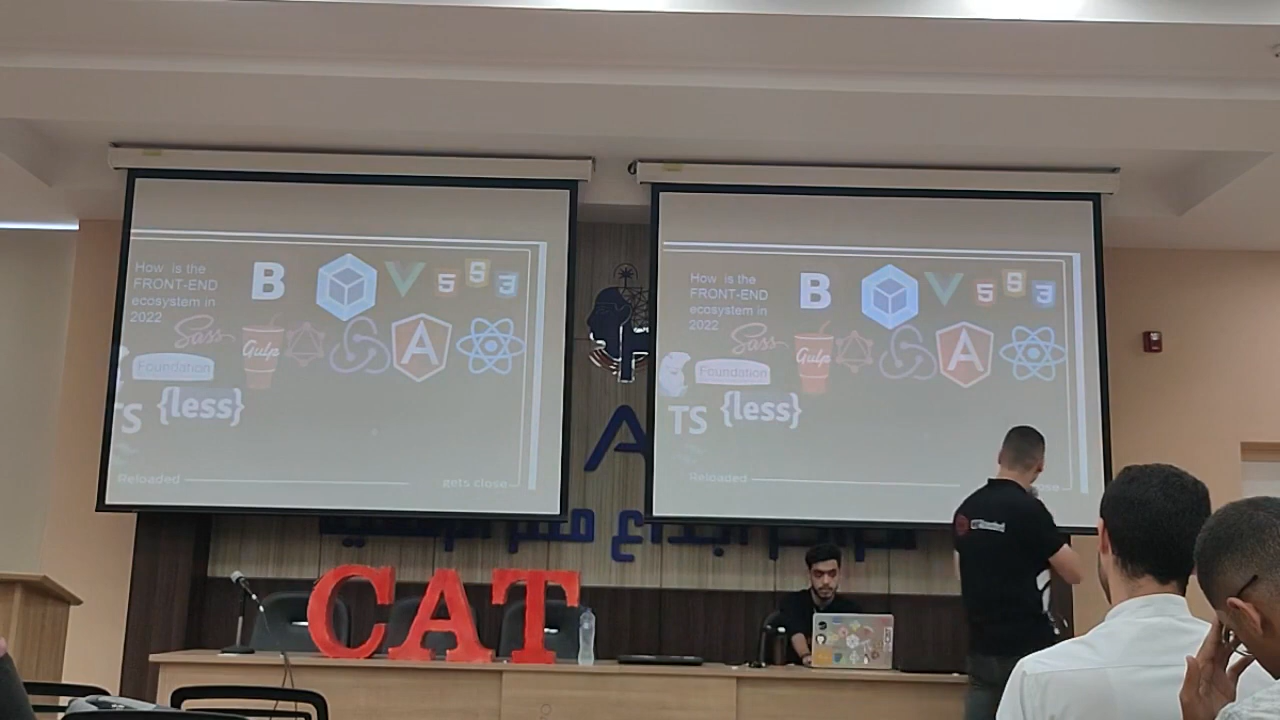 How is the
FRONT-END
ecosystem in
2022
B
5
S
3
Sass
Gulp
A
Foundation
TS
{less}
Reloaded
gets close
How is the
FRONT-END
ecosystem in
2022
B
5
S
3
Sass
Gulp
A
Foundation
TS
{less}
Reloaded
A
CAT